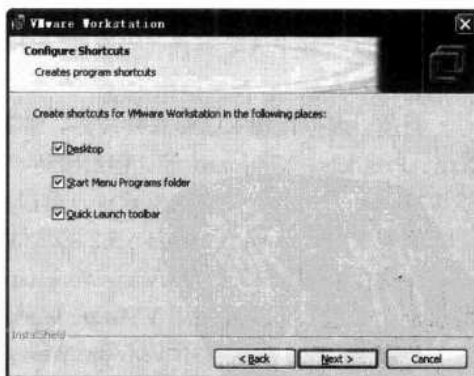 VMware Workstation
Configure Shortcuts
Creates program shortcuts
Create shortcuts for VMware Workstation in the following places:
Desktop
Start Menu Programs folder
Quick Launch toolbar
InstallShield
< Back Next > Cancel